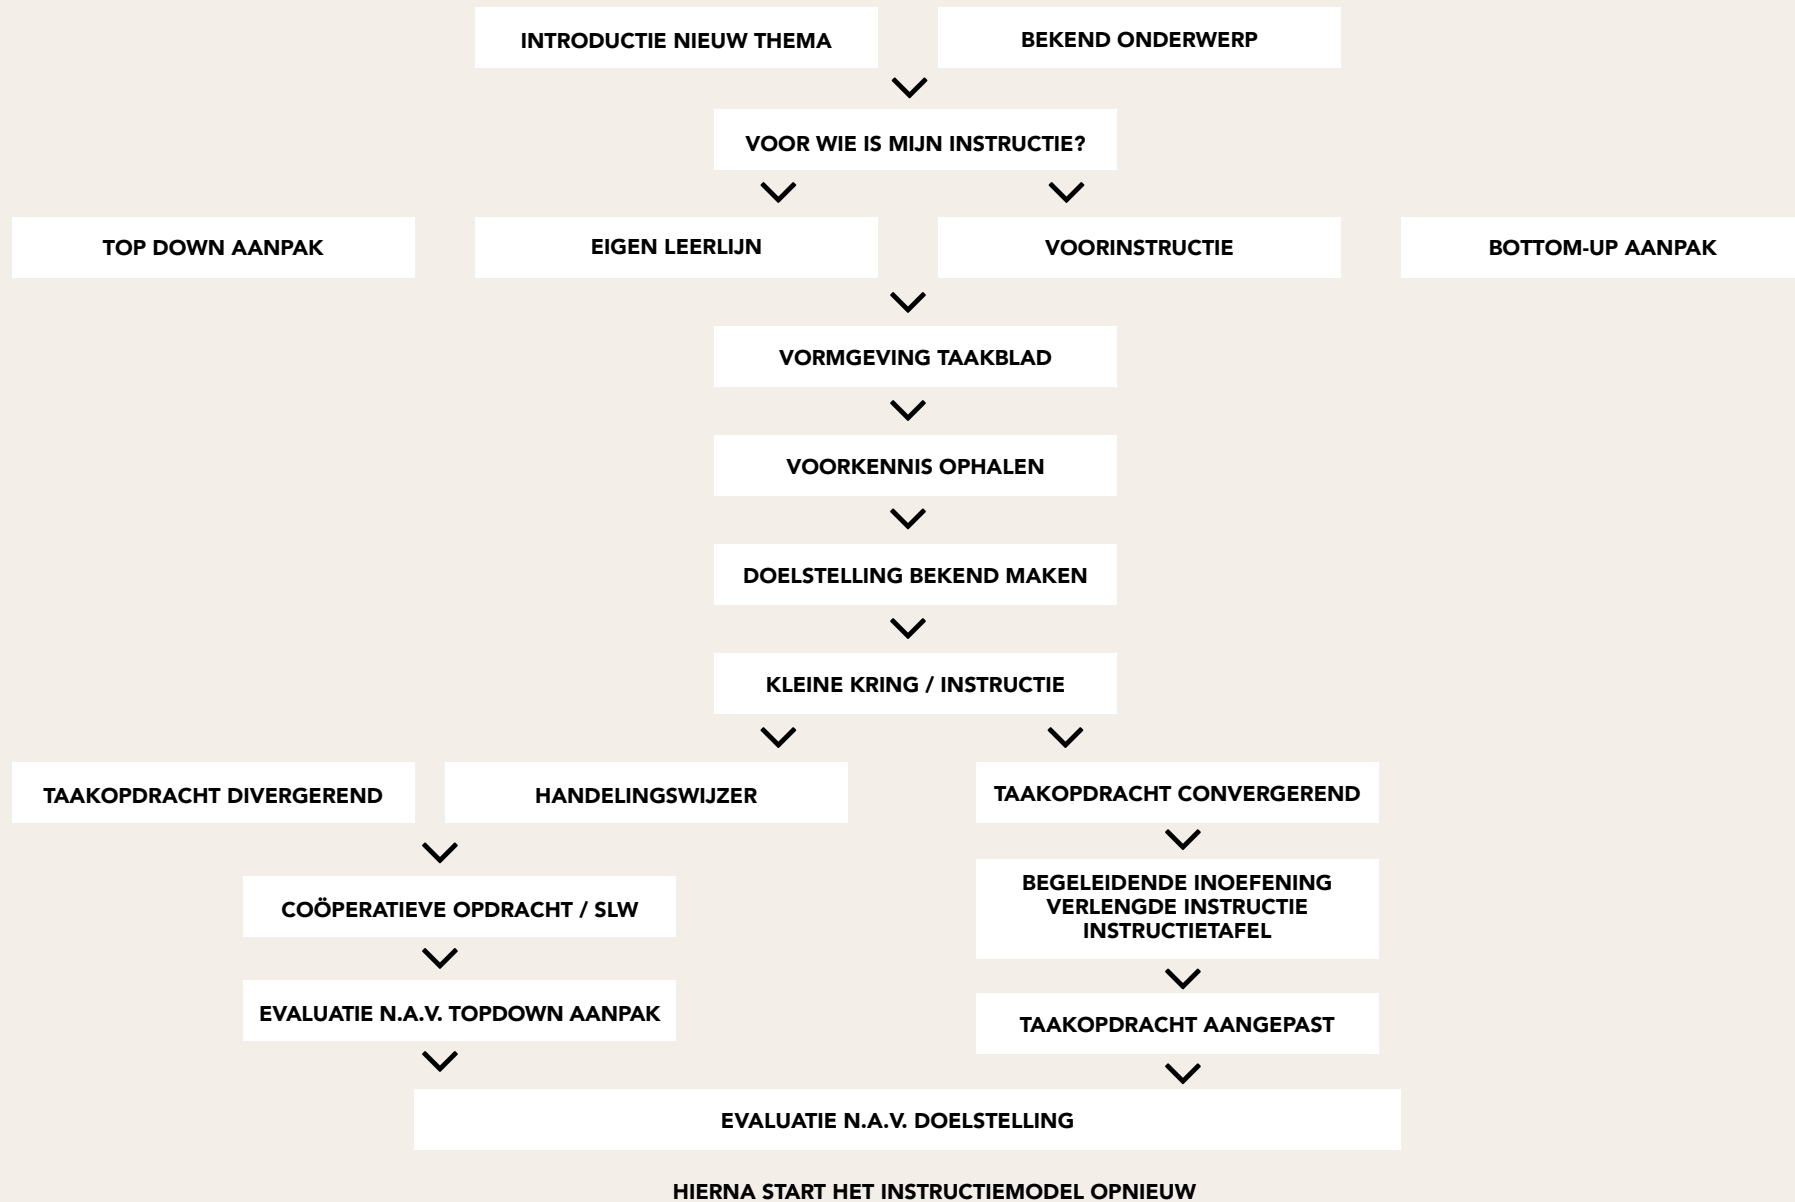 INTRODUCTIE NIEUW THEMA
BEKEND ONDERWERP
VOOR WIE IS MIJN INSTRUCTIE?
TOP DOWN AANPAK
EIGEN LEERLIJN
VOORINSTRUCTIE
BOTTOM-UP AANPAK
VORMGEVING TAAKBLAD
VOORKENNIS OPHALEN
DOELSTELLING BEKEND MAKEN
KLEINE KRING / INSTRUCTIE
TAAKOPDRACHT DIVERGEREND
HANDELINGSWIJZER
TAAKOPDRACHT CONVERGEREND
COÖPERATIEVE OPDRACHT / SLW
BEGELEIDENDE INOEFENING
VERLENGDE INSTRUCTIE
INSTRUCTIETAFEL
EVALUATIE N.A.V. TOPDOWN AANPAK
TAAKOPDRACHT AANGEPAST
EVALUATIE N.A.V. DOELSTELLING
HIERNA START HET INSTRUCTIEMODEL OPNIEUW